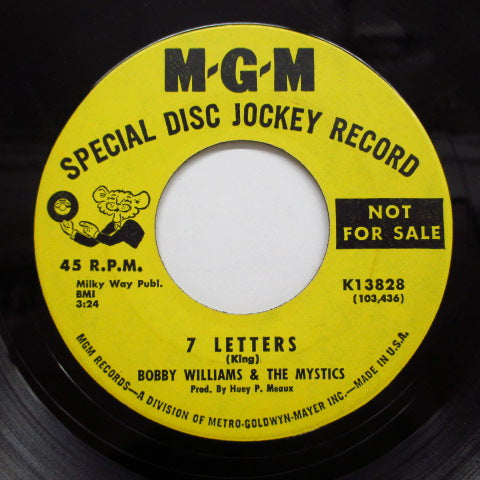 M-G-M
SPECIAL DISC JOCKEY RECORD
NOT
FOR SALE
45 R.P.M.
Milky Way Publ.
BMI
3:24
K13828
(103,436)
7 LETTERS
(King)
BOBBY WILLIAMS & THE MYSTICS
Prod. By Huey P. Meaux
MGM RECORDS—A DIVISION OF METRO-GOLDWYN-MAYER INC.—MADE IN U.S.A.